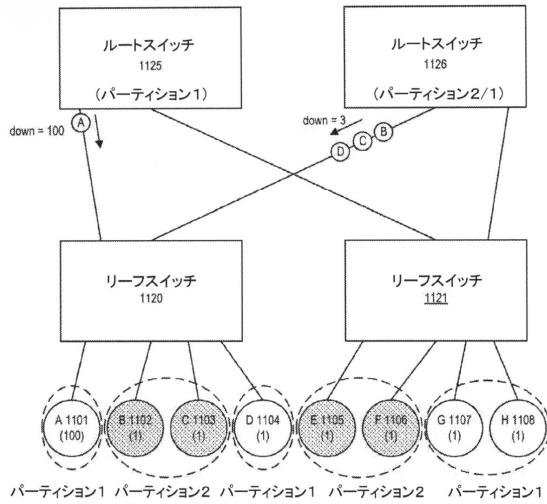 ルートスイッチ
1125
(パーティション1)
ルートスイッチ
1126
(パーティション2/1)
down = 100
A
down = 3
D
C
B
リーフスイッチ
1120
リーフスイッチ
1121
A 1101
(100)
B 1102
(1)
C 1103
(1)
D 1104
(1)
E 1105
(1)
F 1106
(1)
G 1107
(1)
H 1108
(1)
パーティション1 パーティション2 パーティション1 パーティション2 パーティション1